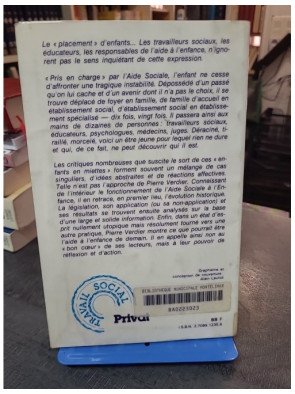 Le « placement » d'enfants... Les travailleurs sociaux, les
éducateurs, les responsables de l'aide à l'enfance, n'igno-
rent pas le sens inquiétant de cette expression.
« Pris en charge » par l'Aide Sociale, l'enfant ne cesse
d'affronter une tragique instabilité. Dépossédé d'un passé
qu'on lui cache et d'un avenir dont il n'a pas le choix, il se
trouve déplacé de foyer en famille, de famille d'accueil en
établissement social, d'établissement social en établisse-
ment spécialisé — dix fois, vingt fois. Il passera ainsi aux
mains de dizaines de personnes : travailleurs sociaux,
éducateurs, psychologues, médecins, juges. Déraciné, ti-
raillé, morcelé, voici un être jeune pour lequel rien ne dure
et qui, de ce fait, ne peut découvrir qui il est.
Les critiques nombreuses que suscite le sort de ces « en-
fants en miettes » forment souvent un mélange de cas
singuliers, d'idées abstraites et de réactions affectives.
Telle n'est pas l'approche de Pierre Verdier. Connaissant
de l'intérieur le fonctionnement de l'Aide Sociale à l'En-
fance, il en retrace, en premier lieu, l'évolution historique.
La législation, son application (ou sa non-application) et
ses résultats se trouvent ensuite analysés sur la base
d'une large et solide information. Enfin, dans un état d'es-
prit nullement utopique mais résolument tourné vers une
autre pratique, Pierre Verdier montre ce que pourrait être
l'aide à l'enfance de demain. Il en appelle ainsi non au
« bon cœur » de ses lecteurs, mais à leur pouvoir de
réflexion et d'action.
Graphisme et
conception de couverture
Alain
TRAVAIL SOCIAL
BIBLIOTHEQUE MUNICIPALE MONTELIMAR
Privat
I.S.B.N. 2.7089